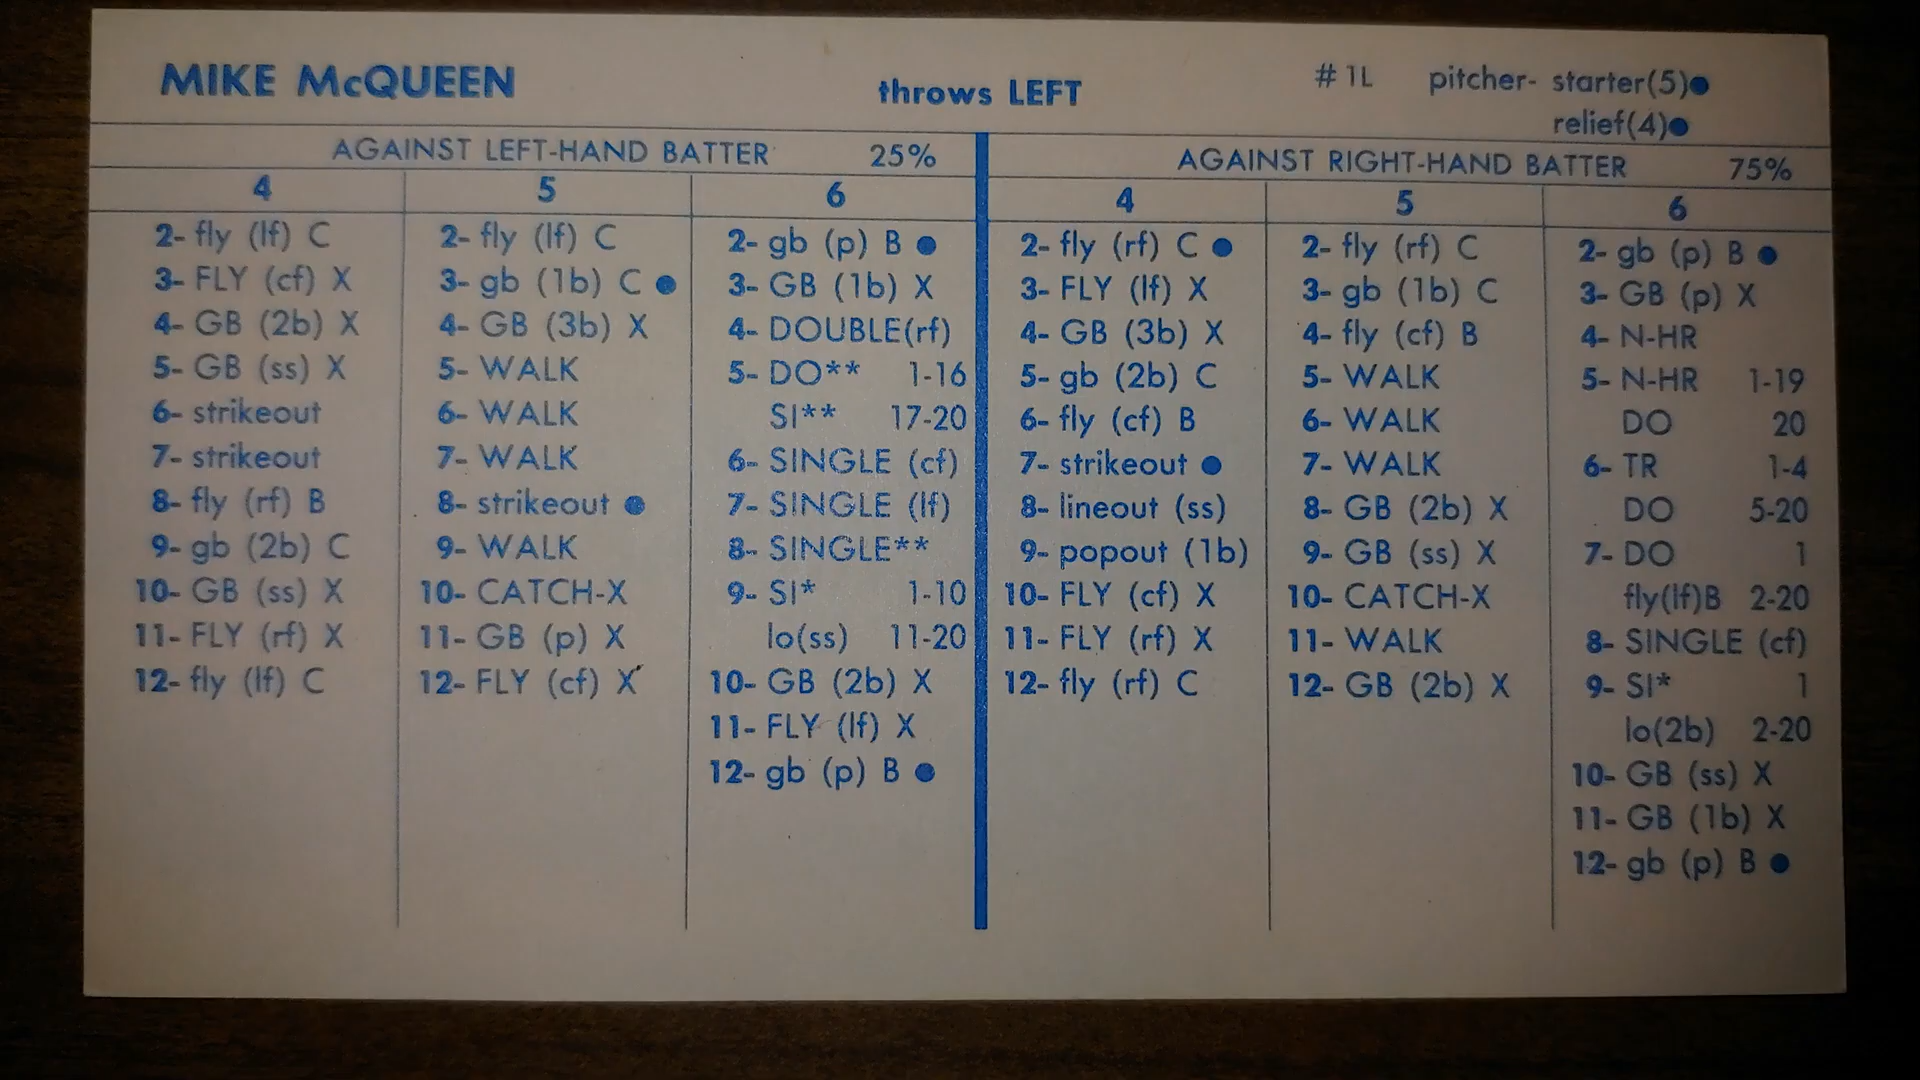 MIKE McQUEEN throws LEFT #1L pitcher- starter(5)●
relief(4)●
AGAINST LEFT-HAND BATTER 25%
4
2- fly (lf) C
3- FLY (cf) X
4- GB (2b) X
5- GB (ss) X
6- strikeout
7- strikeout
8- fly (rf) B
9- gb (2b) C
10- GB (ss) X
11- FLY (rf) X
12- fly (lf) C
5
2- fly (lf) C
3- gb (1b) C ●
4- GB (3b) X
5- WALK
6- WALK
7- WALK
8- strikeout ●
9- WALK
10- CATCH-X
11- GB (p) X
12- FLY (cf) X
6
2- gb (p) B ●
3- GB (1b) X
4- DOUBLE(rf)
5- DO** 1-16
SI** 17-20
6- SINGLE (cf)
7- SINGLE (lf)
8- SINGLE**
9- SI* 1-10
lo(ss) 11-20
10- GB (2b) X
11- FLY (lf) X
12- gb (p) B ●
AGAINST RIGHT-HAND BATTER 75%
4
2- fly (rf) C ●
3- FLY (lf) X
4- GB (3b) X
5- gb (2b) C
6- fly (cf) B
7- strikeout ●
8- lineout (ss)
9- popout (1b)
10- FLY (cf) X
11- FLY (rf) X
12- fly (rf) C
5
2- fly (rf) C
3- gb (1b) C
4- fly (cf) B
5- WALK
6- WALK
7- WALK
8- GB (2b) X
9- GB (ss) X
10- CATCH-X
11- WALK
12- GB (2b) X
6
2- gb (p) B ●
3- GB (p) X
4- N-HR
5- N-HR 1-19
DO 20
6- TR 1-4
DO 5-20
7- DO 1
fly(lf)B 2-20
8- SINGLE (cf)
9- SI* 1
lo(2b) 2-20
10- GB (ss) X
11- GB (1b) X
12- gb (p) B ●